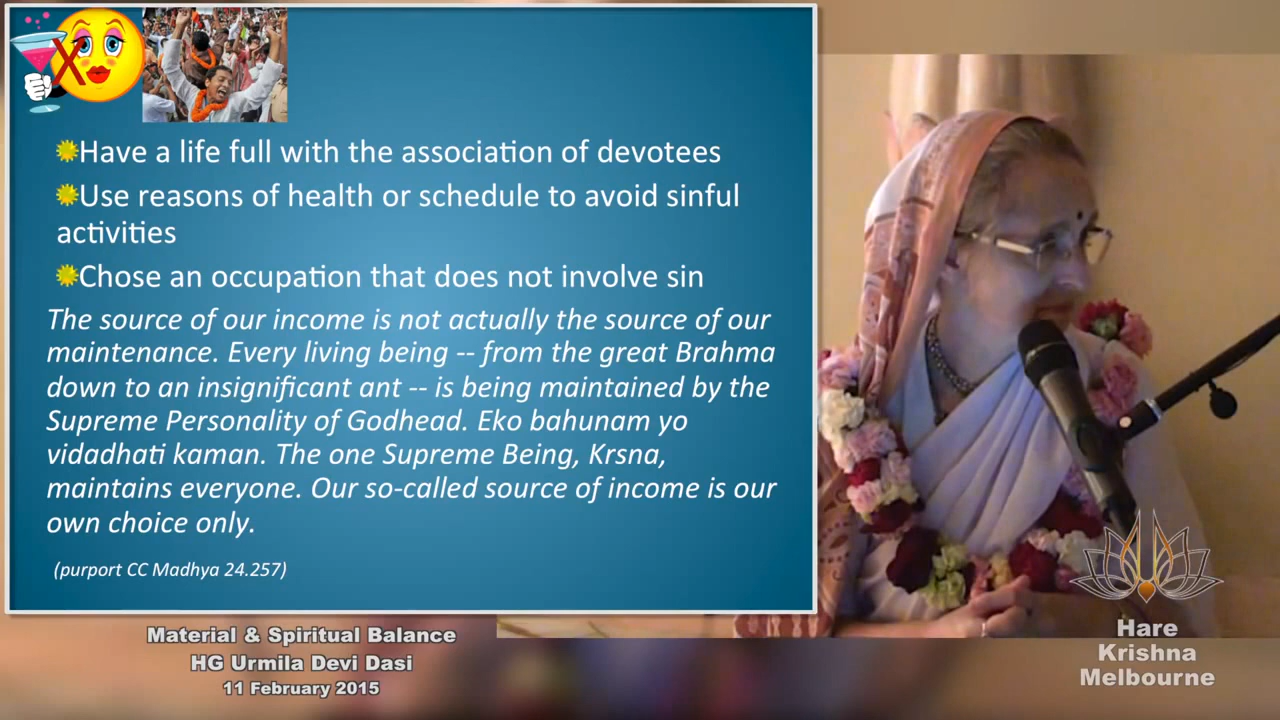 Have a life full with the association of devotees
Use reasons of health or schedule to avoid sinful
activities
Chose an occupation that does not involve sin
The source of our income is not actually the source of our
maintenance. Every living being -- from the great Brahma
down to an insignificant ant -- is being maintained by the
Supreme Personality of Godhead. Eko bahunam yo
vidadhati kaman. The one Supreme Being, Krsna,
maintains everyone. Our so-called source of income is our
own choice only.
(purport CC Madhya 24.257)
Material & Spiritual Balance
HG Urmila Devi Dasi
11 February 2015
Hare
Krishna
Melbourne